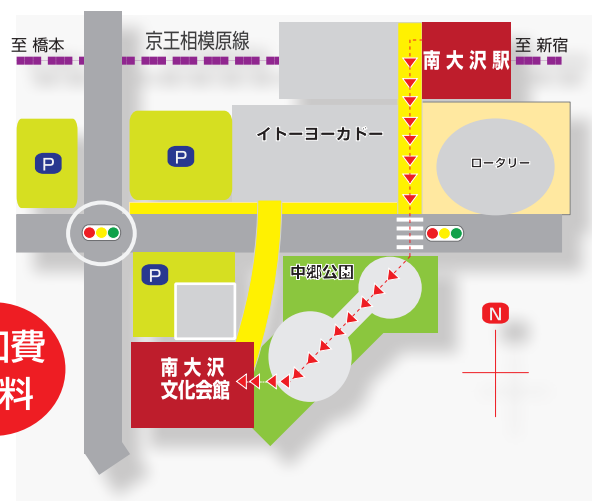 至 橋本
京王相模原線
南大沢駅
至 新宿
イトーヨーカドー
ロータリー
P
P
P
中郷公園
N
費
料
南大沢
文化会館